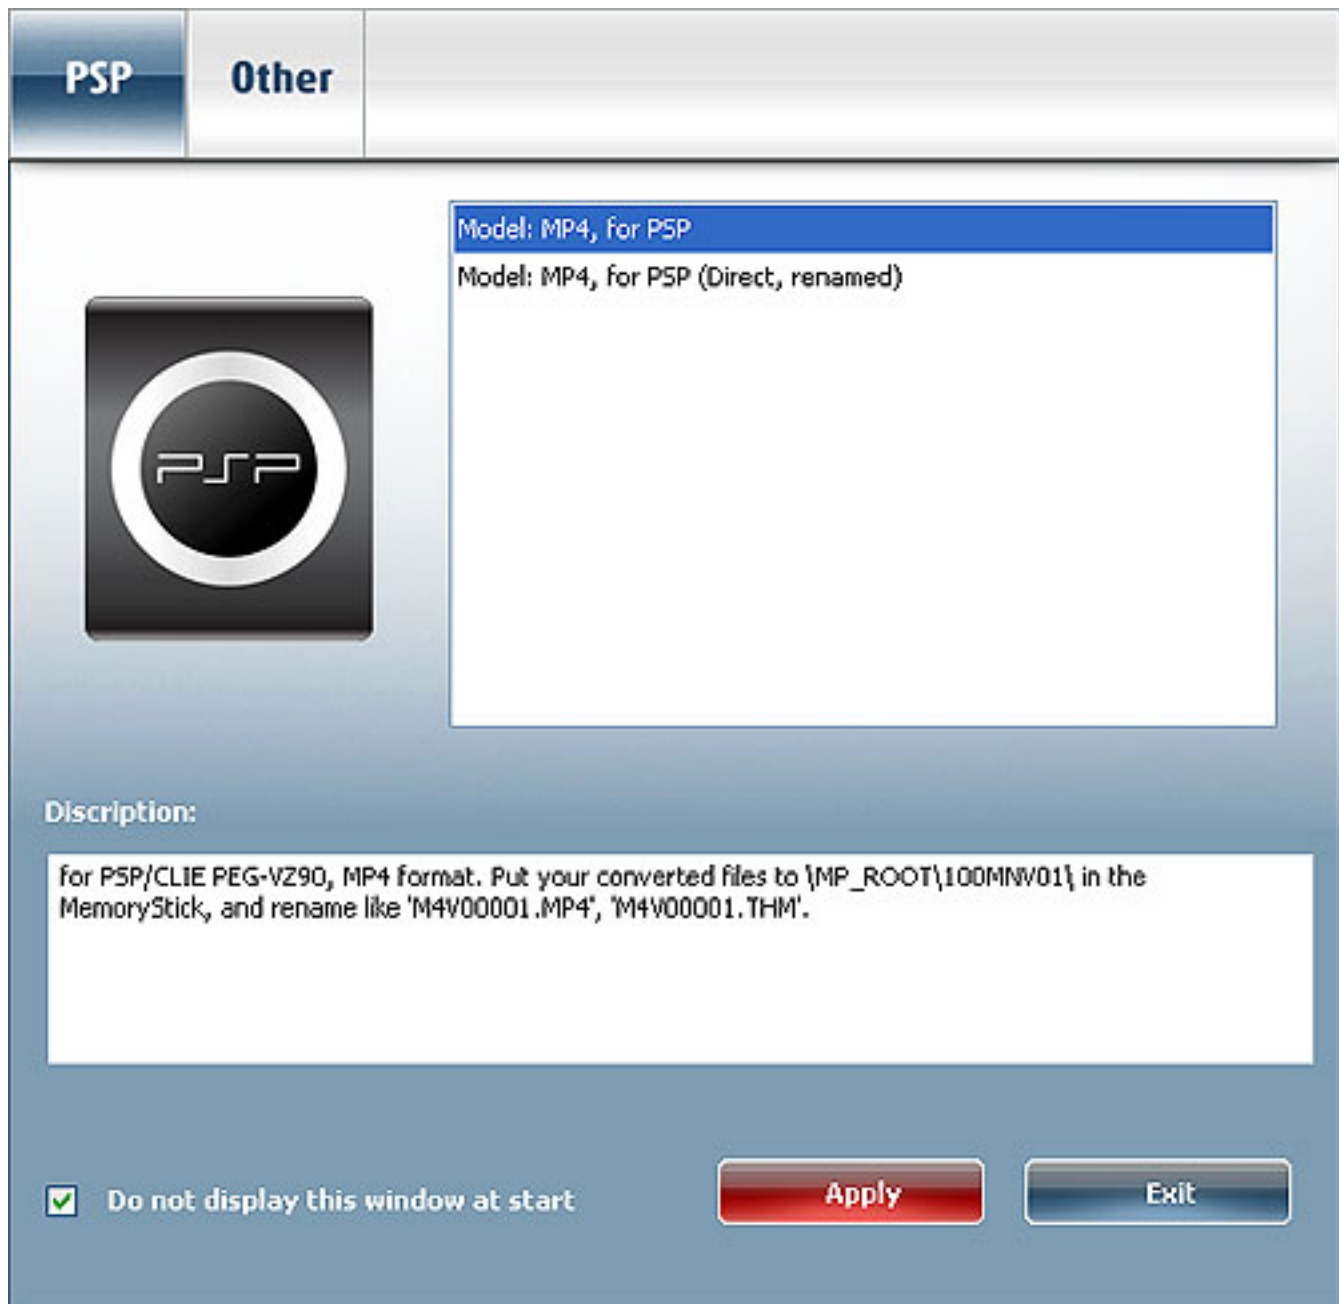 PSP
Other
Model: MP4, for PSP
Model: MP4, for PSP (Direct, renamed)
PSP
Discription:
for PSP/CLIE PEG-VZ90, MP4 format. Put your converted files to \MP_ROOT\100MNV01\ in the
MemoryStick, and rename like 'M4V00001.MP4', 'M4V00001.THM'.
Do not display this window at start
Apply
Exit